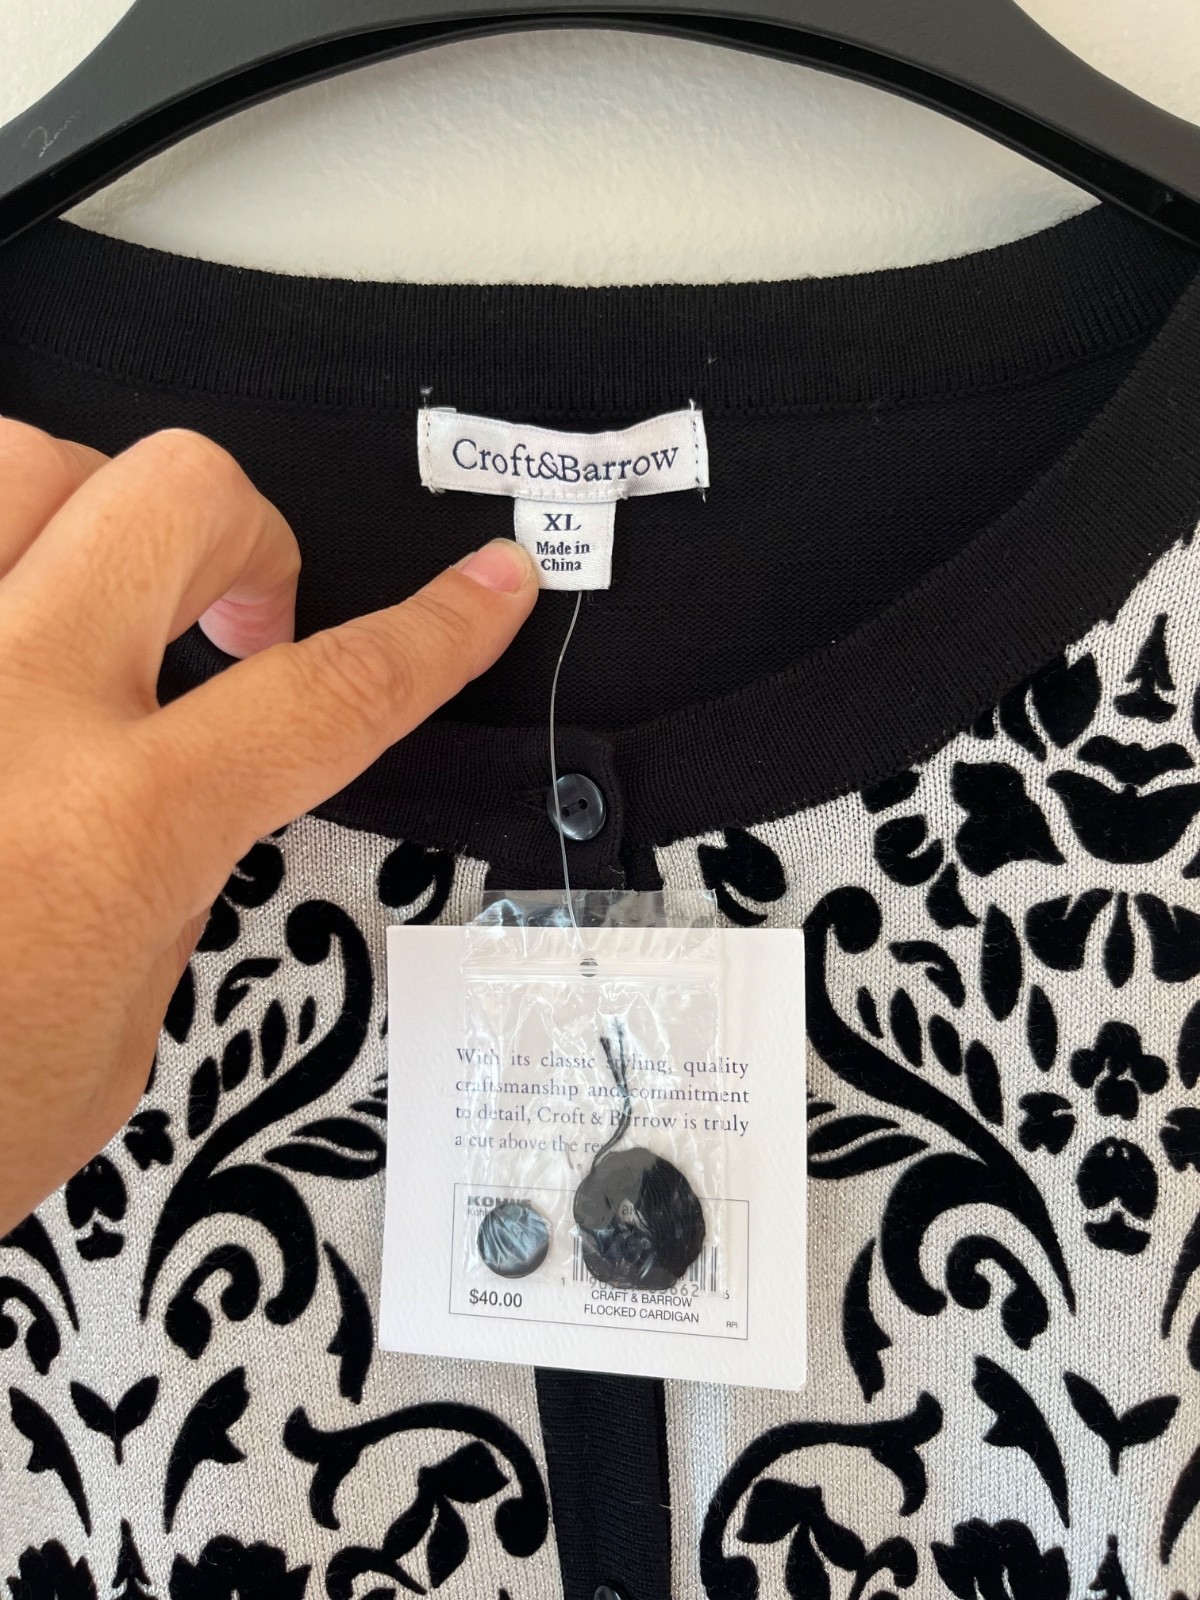 Croft&Barrow
XL
Made in
China
With its classic styling, quality
craftsmanship and commitment
to detail, Croft & Barrow is truly
a cut above the
KOHL'S
$40.00
CRAFT & BARROW
FLOCKED CARDIGAN
RPI